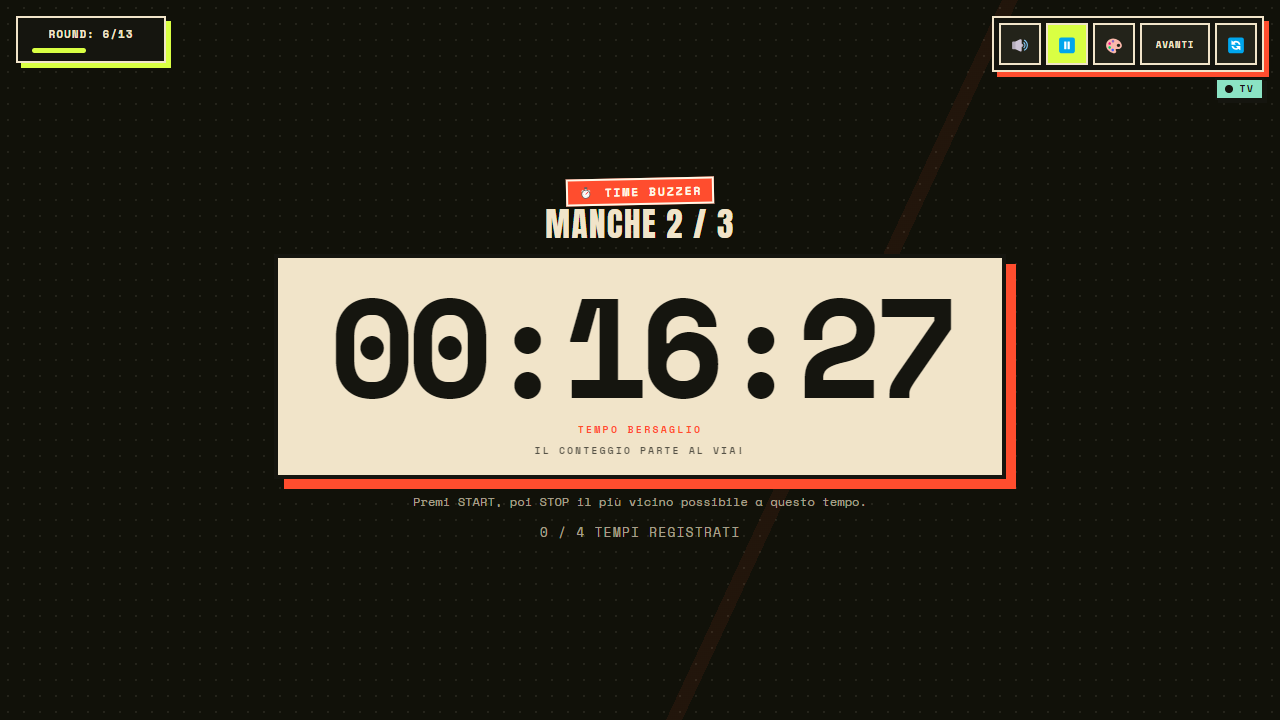 ROUND: 6/13
AVANTI
TV
TIME BUZZER
MANCHE 2 / 3
00:16:27
TEMPO BERSAGLIO
IL CONTEGGIO PARTE AL VIA!
Premi START, poi STOP il più vicino possibile a questo tempo.
0 / 4 TEMPI REGISTRATI